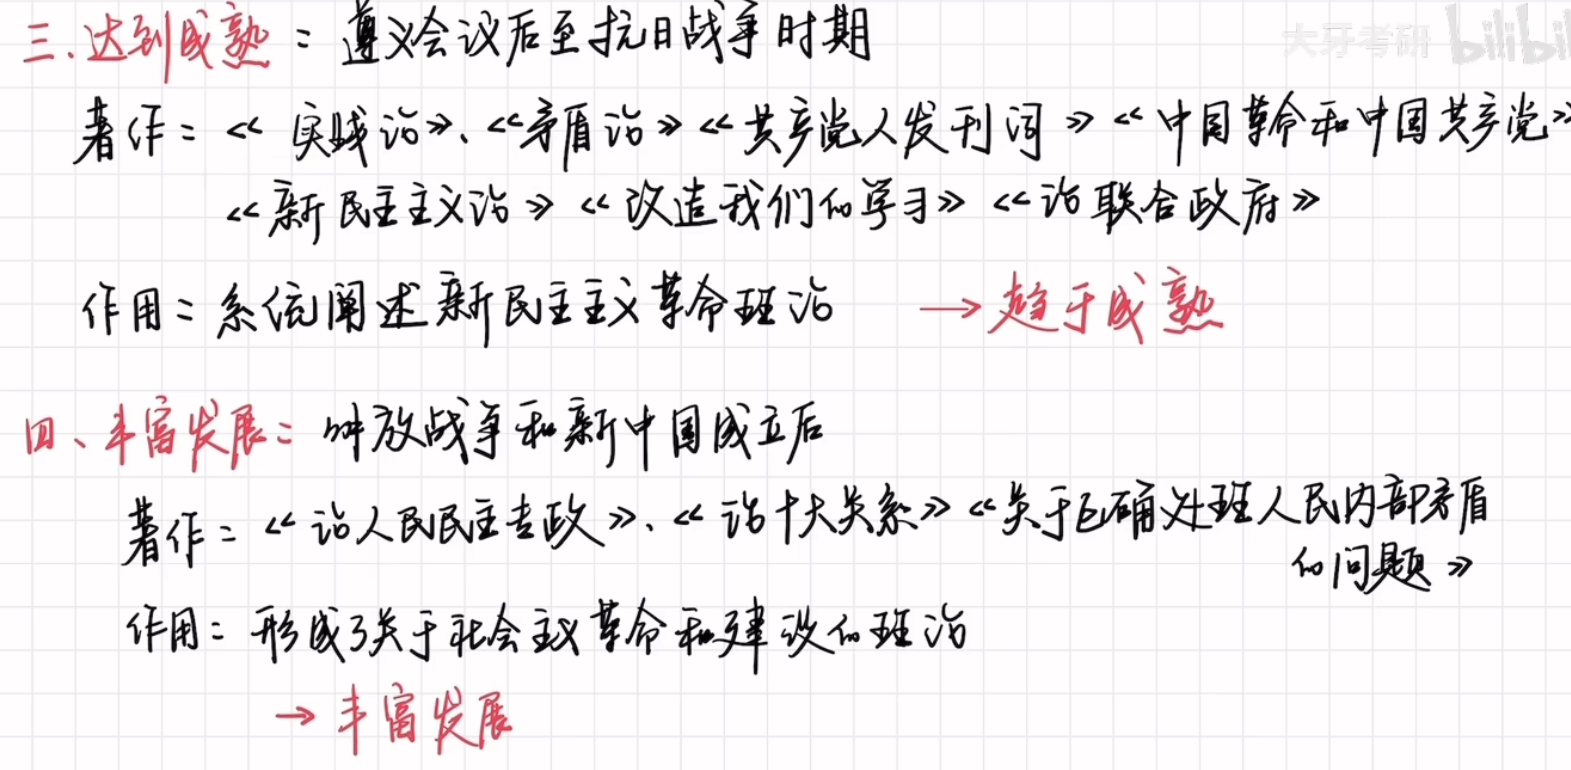 三、达到成熟：遵义会议后至抗日战争时期
大牙考研 bilibil
著作：《实践论》、《矛盾论》《共产党人发刊词》《中国革命和中国共产党》
《新民主主义论》《改造我们的学习》《论联合政府》
作用：系统阐述新民主主义革命理论 → 趋于成熟
四、丰富发展：解放战争和新中国成立后
著作：《论人民民主专政》、《论十大关系》《关于正确处理人民内部矛盾
的问题》
作用：形成了关于社会主义革命和建设的理论
→ 丰富发展